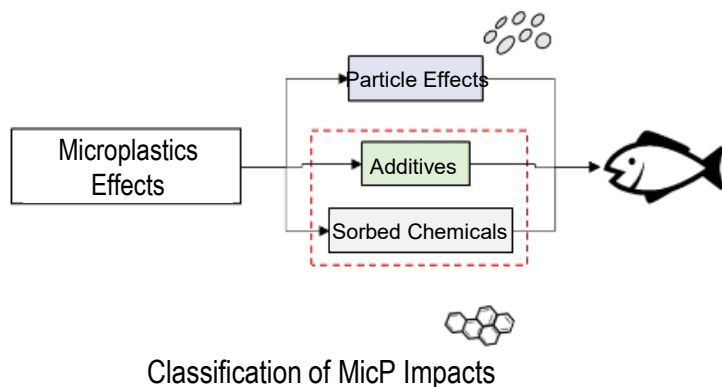 Particle Effects
Microplastics
Effects
Additives
Sorbed Chemicals
Classification of MicP Impacts